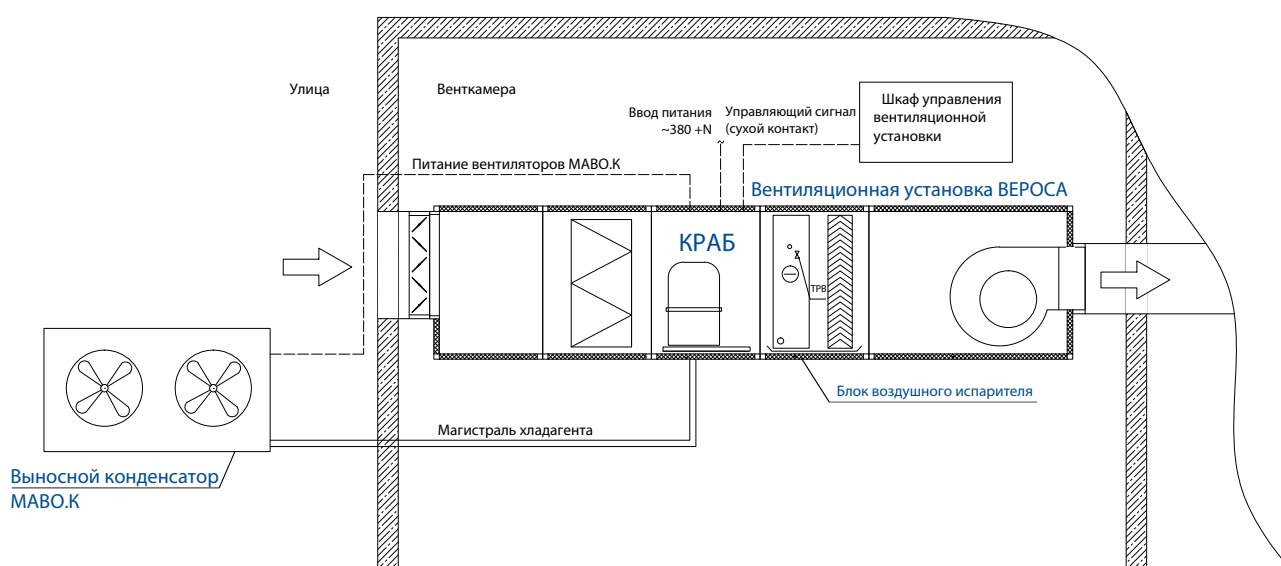 Улица
Венткамера
Ввод питания
~380 +N
~
Управляющий сигнал
(сухой контакт)
Шкаф управления
вентиляционной
установки
Питание вентиляторов МАВО.К
Вентиляционная установка ВЕРОСА
КРАБ
ТРВ
Блок воздушного испарителя
Магистраль хладагента
Выносной конденсатор
МАВО.К